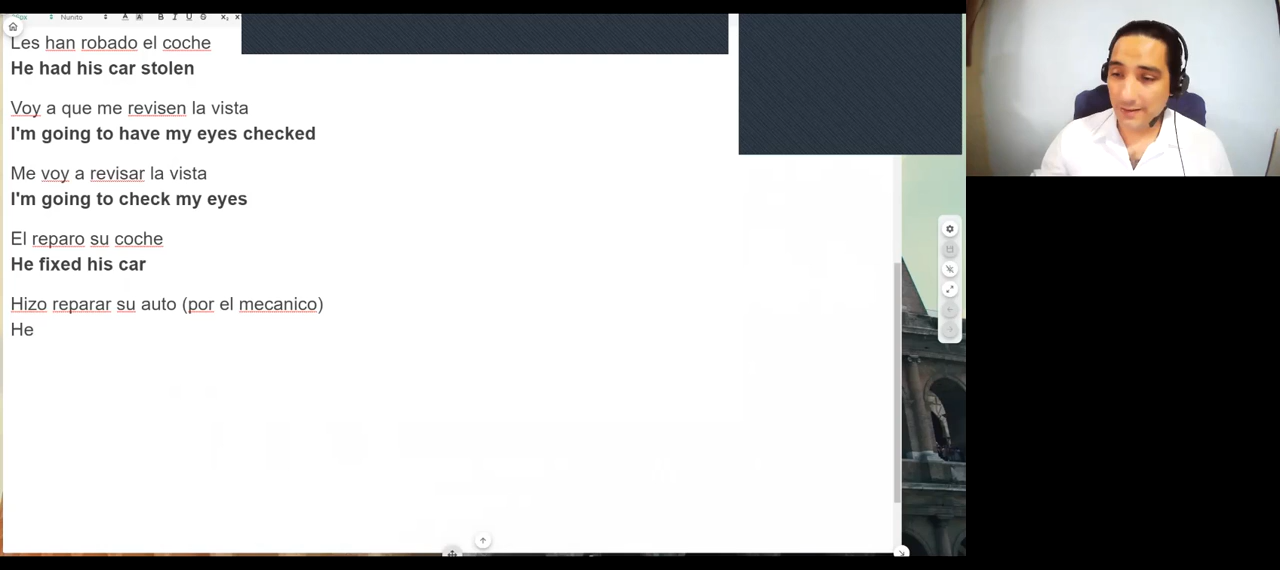 Nunito A A B I U S X₂ x
Les han robado el coche
He had his car stolen
Voy a que me revisen la vista
I'm going to have my eyes checked
Me voy a revisar la vista
I'm going to check my eyes
El reparo su coche
He fixed his car
Hizo reparar su auto (por el mecanico)
He